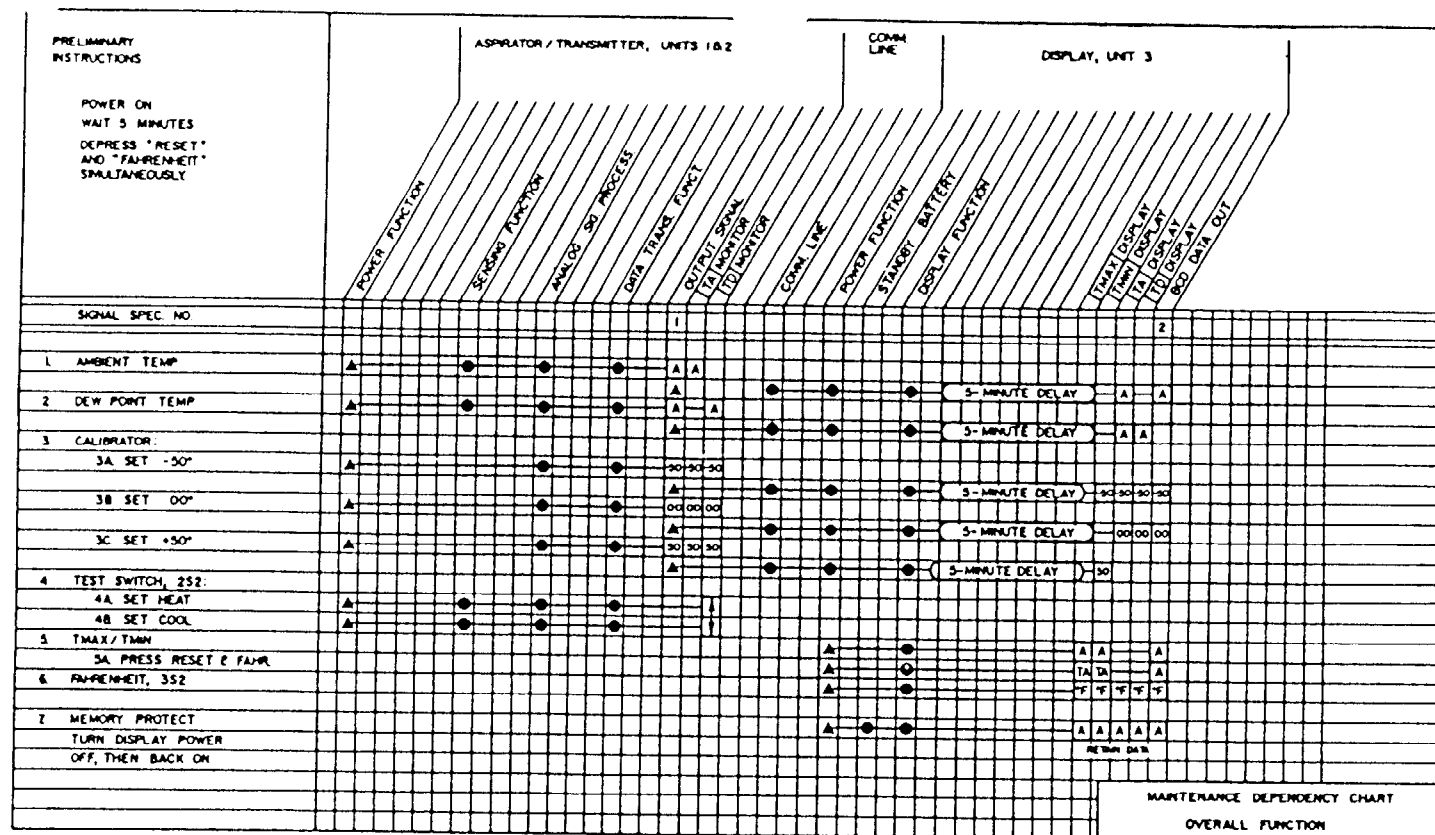 PRELIMINARY
INSTRUCTIONS
POWER ON
WAIT 5 MINUTES
DEPRESS "RESET"
AND "FAHRENHEIT"
SIMULTANEOUSLY
ASPIRATOR / TRANSMITTER, UNITS 1 & 2
COMM.
LINE
DISPLAY, UNIT 3
POWER FUNCTION
SENSING FUNCTION
ANALOG SIG PROCESS
DATA TRANS. FUNCT
OUTPUT SIGNAL
TA MONITOR
TD MONITOR
COMM. LINE
POWER FUNCTION
STANDBY BATTERY
DISPLAY FUNCTION
TMAX DISPLAY
TMIN DISPLAY
TA DISPLAY
TD DISPLAY
BCD DATA OUT
SIGNAL SPEC. NO 1 2
1. AMBIENT TEMP A A
5-MINUTE DELAY A A
2 DEW POINT TEMP A A
5-MINUTE DELAY A A
3 CALIBRATOR:
3A SET -50° 50 50 50
5-MINUTE DELAY 50 50 50 50
3B SET 00° 00 00 00
5-MINUTE DELAY 00 00 00
3C SET +50° 50 50 50
5-MINUTE DELAY 50
4 TEST SWITCH, 2S2:
4A SET HEAT
4B SET COOL
5 TMAX / TMIN A A A
5A PRESS RESET & FAHR. TA TA A
6 FAHRENHEIT, 3S2 °F °F °F °F °F
7 MEMORY PROTECT A A A A A
TURN DISPLAY POWER RETAIN DATA
OFF, THEN BACK ON
MAINTENANCE DEPENDENCY CHART
OVERALL FUNCTION